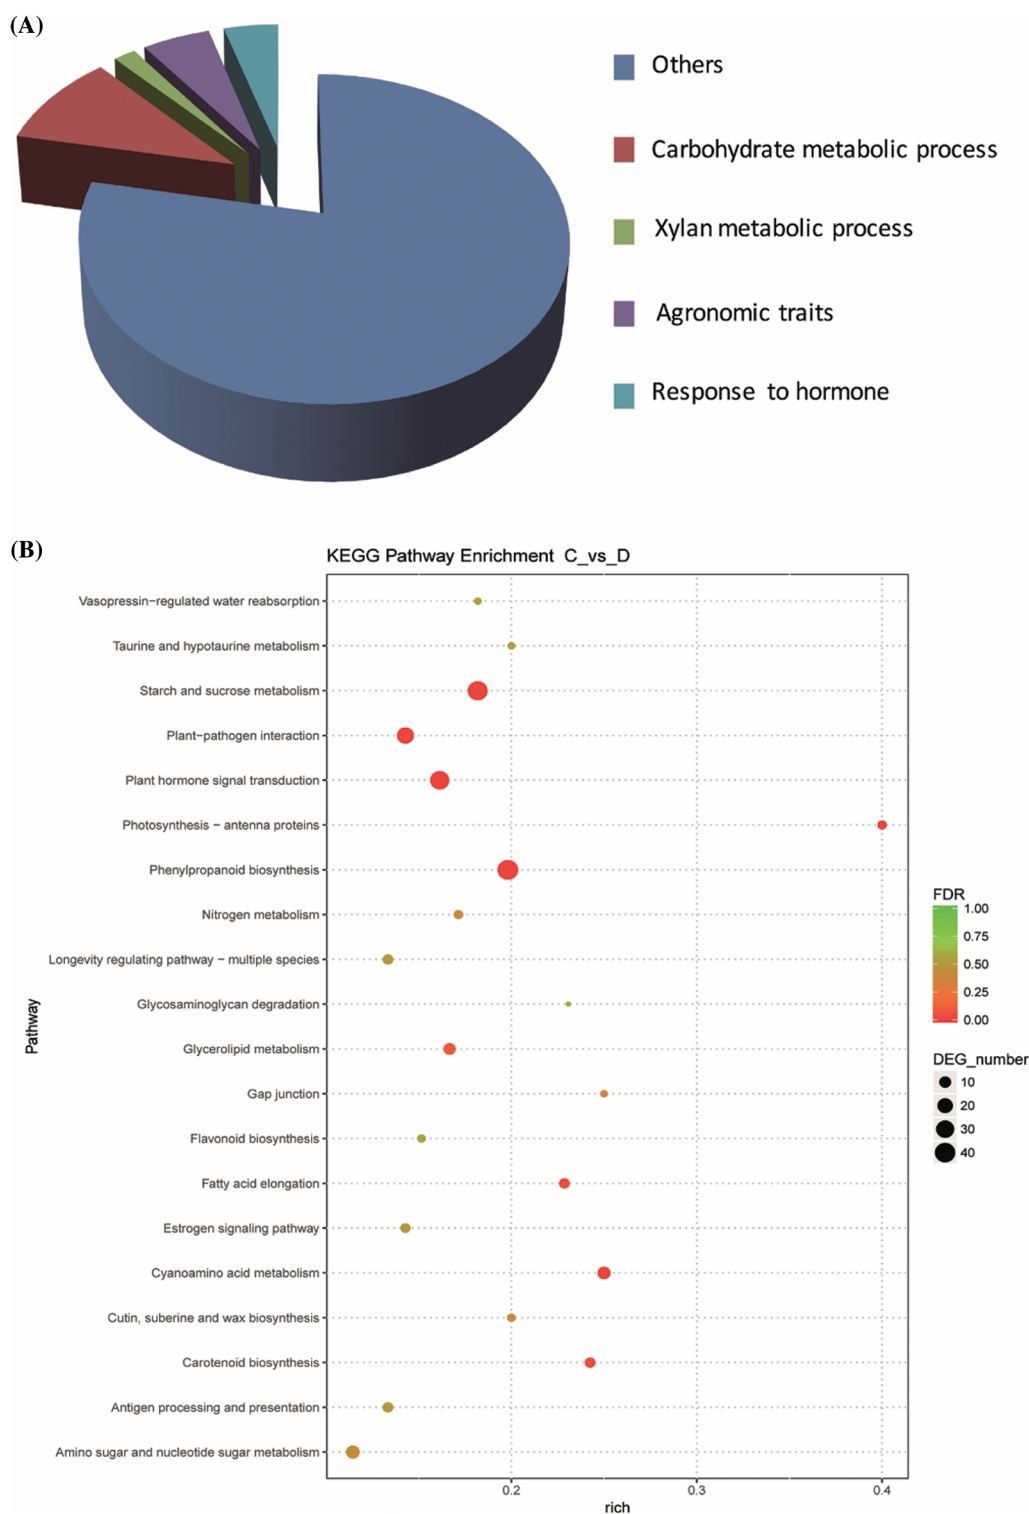 (A)
Others
Carbohydrate metabolic process
Xylan metabolic process
Agronomic traits
Response to hormone
(B)
KEGG Pathway Enrichment C_vs_D
Vasopressin−regulated water reabsorption
Taurine and hypotaurine metabolism
Starch and sucrose metabolism
Plant−pathogen interaction
Plant hormone signal transduction
Photosynthesis − antenna proteins
Phenylpropanoid biosynthesis
Nitrogen metabolism
Longevity regulating pathway − multiple species
Glycosaminoglycan degradation
Glycerolipid metabolism
Gap junction
Flavonoid biosynthesis
Fatty acid elongation
Estrogen signaling pathway
Cyanoamino acid metabolism
Cutin, suberine and wax biosynthesis
Carotenoid biosynthesis
Antigen processing and presentation
Amino sugar and nucleotide sugar metabolism
Pathway
0.2
0.3
0.4
rich
FDR
1.00
0.75
0.50
0.25
0.00
DEG_number
10
20
30
40